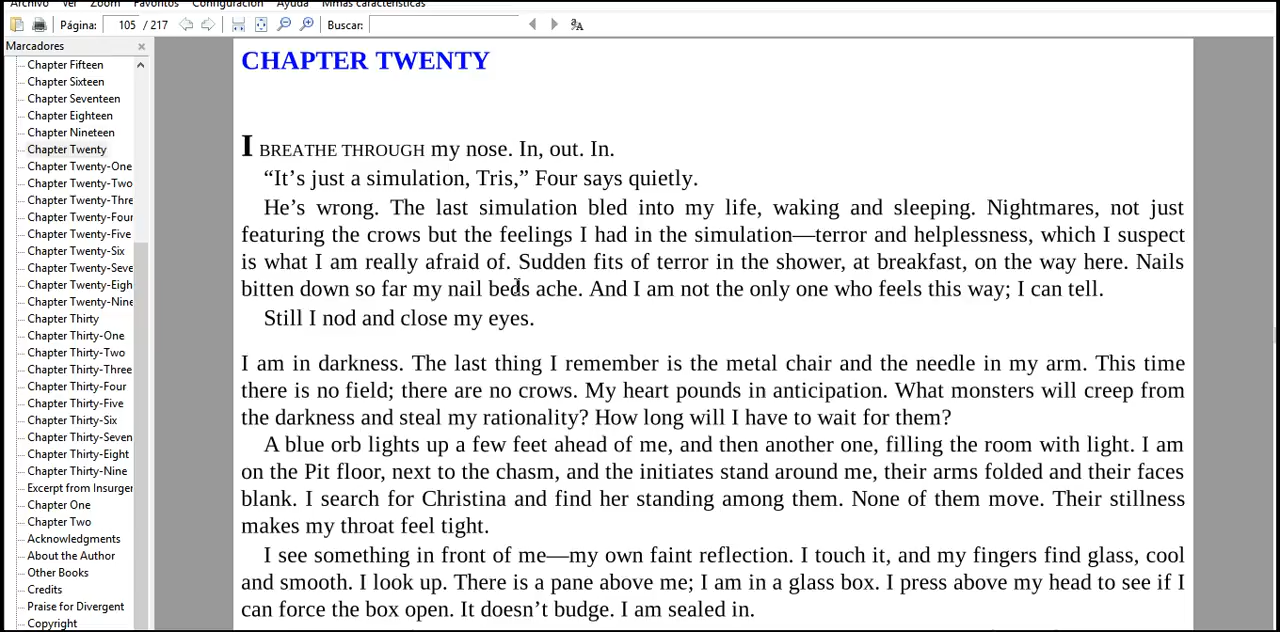 Archivo Ver Zoom Favoritos Configuración Ayuda Mmas características
Página: 105 / 217 Buscar:
Marcadores
Chapter Fifteen
Chapter Sixteen
Chapter Seventeen
Chapter Eighteen
Chapter Nineteen
Chapter Twenty
Chapter Twenty-One
Chapter Twenty-Two
Chapter Twenty-Thre
Chapter Twenty-Four
Chapter Twenty-Five
Chapter Twenty-Six
Chapter Twenty-Seve
Chapter Twenty-Eigh
Chapter Twenty-Nine
Chapter Thirty
Chapter Thirty-One
Chapter Thirty-Two
Chapter Thirty-Three
Chapter Thirty-Four
Chapter Thirty-Five
Chapter Thirty-Six
Chapter Thirty-Seven
Chapter Thirty-Eight
Chapter Thirty-Nine
Excerpt from Insurger
Chapter One
Chapter Two
Acknowledgments
About the Author
Other Books
Credits
Praise for Divergent
Copyright
CHAPTER TWENTY
I BREATHE THROUGH my nose. In, out. In.
“It’s just a simulation, Tris,” Four says quietly.
He’s wrong. The last simulation bled into my life, waking and sleeping. Nightmares, not just
featuring the crows but the feelings I had in the simulation—terror and helplessness, which I suspect
is what I am really afraid of. Sudden fits of terror in the shower, at breakfast, on the way here. Nails
bitten down so far my nail beds ache. And I am not the only one who feels this way; I can tell.
Still I nod and close my eyes.
I am in darkness. The last thing I remember is the metal chair and the needle in my arm. This time
there is no field; there are no crows. My heart pounds in anticipation. What monsters will creep from
the darkness and steal my rationality? How long will I have to wait for them?
A blue orb lights up a few feet ahead of me, and then another one, filling the room with light. I am
on the Pit floor, next to the chasm, and the initiates stand around me, their arms folded and their faces
blank. I search for Christina and find her standing among them. None of them move. Their stillness
makes my throat feel tight.
I see something in front of me—my own faint reflection. I touch it, and my fingers find glass, cool
and smooth. I look up. There is a pane above me; I am in a glass box. I press above my head to see if I
can force the box open. It doesn’t budge. I am sealed in.